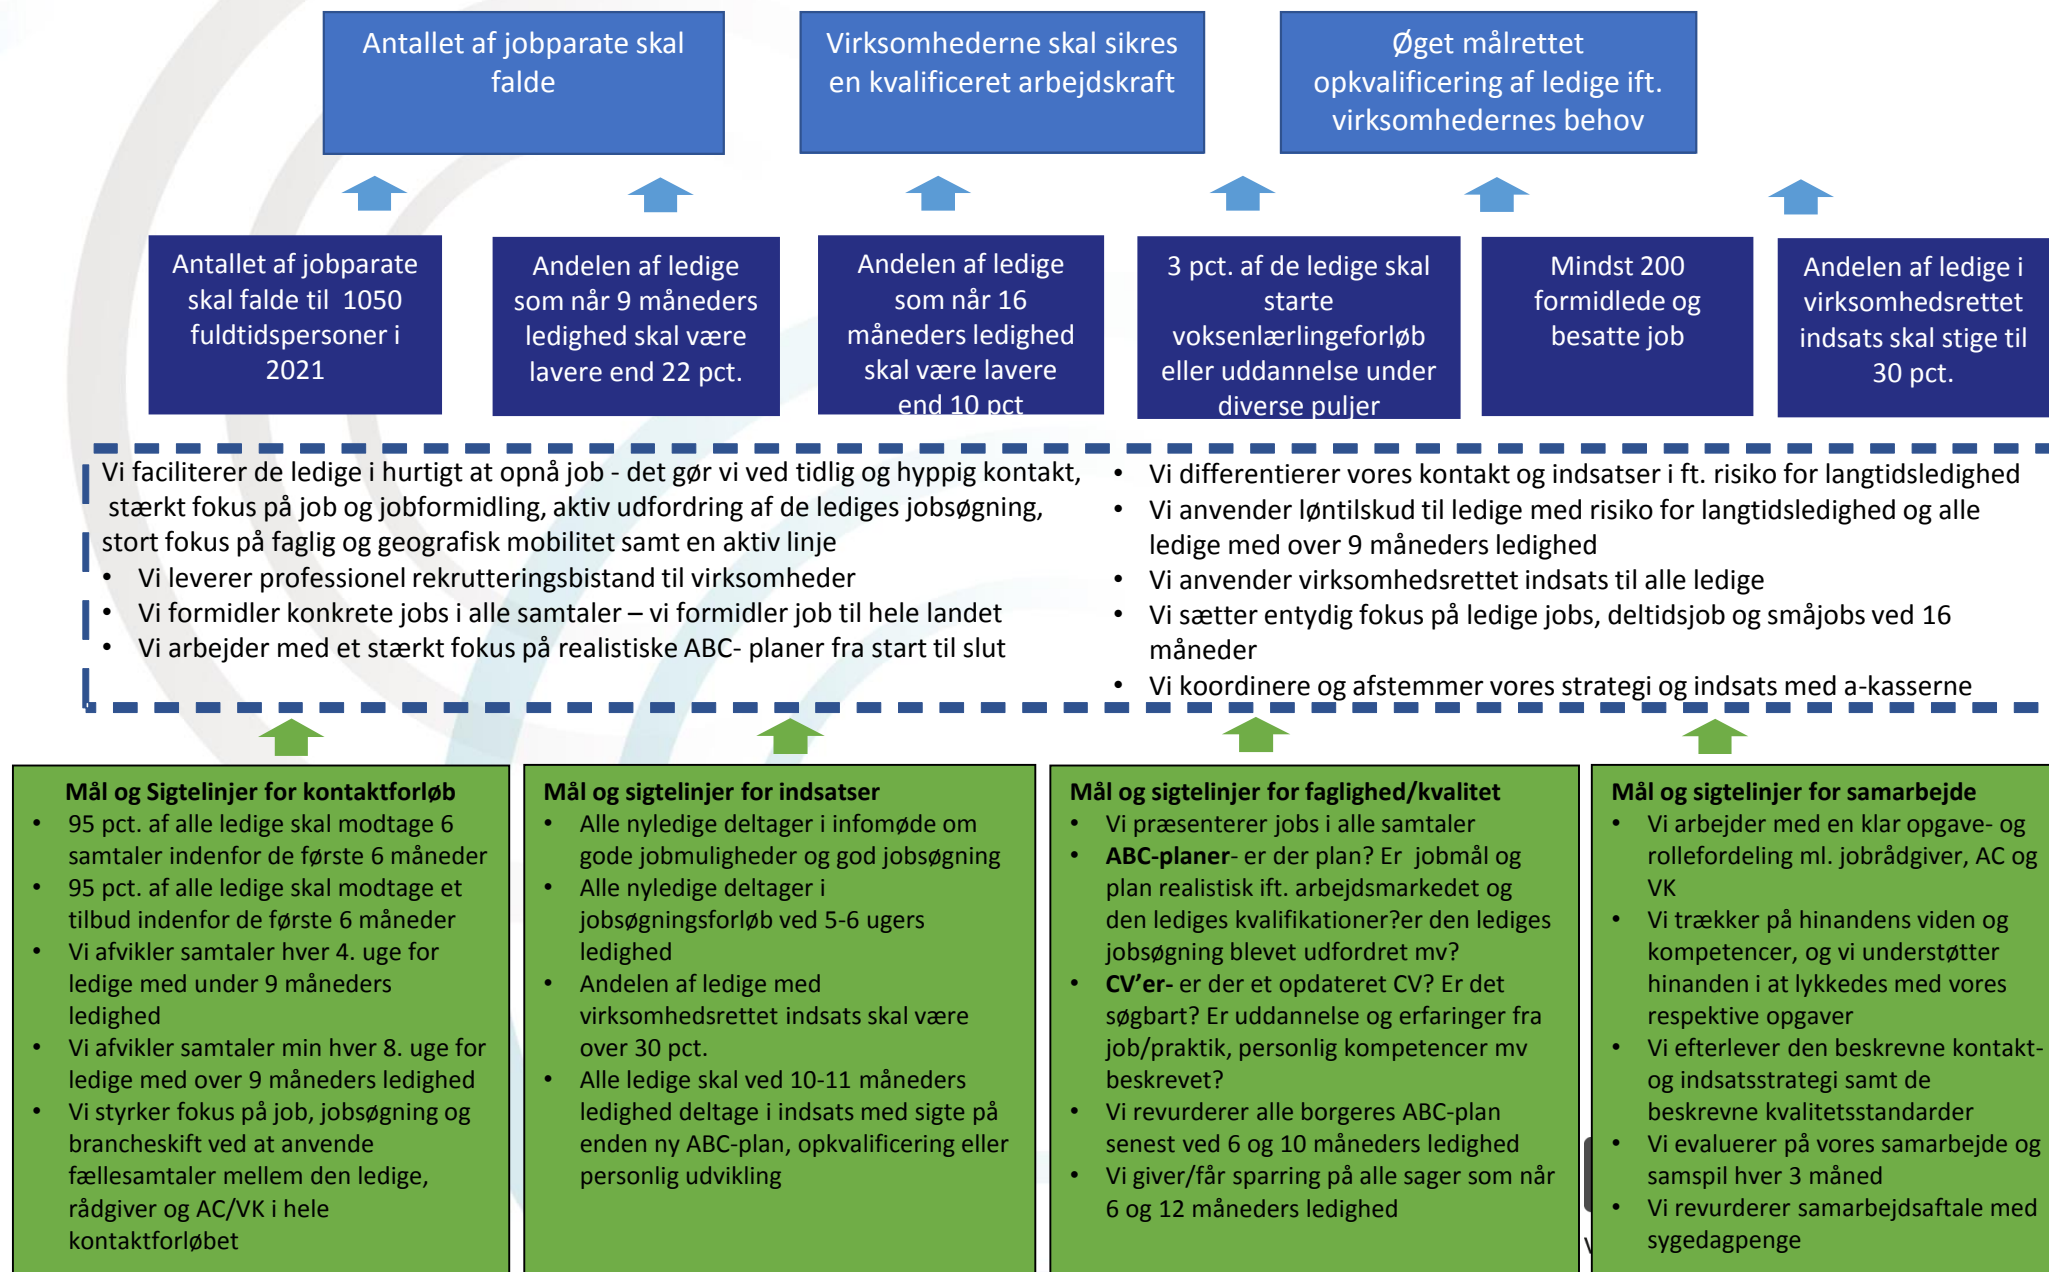 Antallet af jobparate skal
falde
Virksomhederne skal sikres
en kvalificeret arbejdskraft
Øget målrettet
opkvalificering af ledige ift.
virksomhedernes behov
Antallet af jobparate
skal falde til  1050
fuldtidspersoner i
2021
Andelen af ledige
som når 9 måneders
ledighed skal være
lavere end 22 pct.
Andelen af ledige
som når 16
måneders ledighed
skal være lavere
end 10 pct
3 pct. af de ledige skal
starte
voksenlærlingeforløb
eller uddannelse under
diverse puljer
Mindst 200
formidlede og
besatte job
Andelen af ledige i
virksomhedsrettet
indsats skal stige til
30 pct.
Vi faciliterer de ledige i hurtigt at opnå job - det gør vi ved tidlig og hyppig kontakt,
stærkt fokus på job og jobformidling, aktiv udfordring af de lediges jobsøgning,
stort fokus på faglig og geografisk mobilitet samt en aktiv linje
• Vi leverer professionel rekrutteringsbistand til virksomheder
• Vi formidler konkrete jobs i alle samtaler – vi formidler job til hele landet
• Vi arbejder med et stærkt fokus på realistiske ABC- planer fra start til slut
• Vi differentierer vores kontakt og indsatser i ft. risiko for langtidsledighed
• Vi anvender løntilskud til ledige med risiko for langtidsledighed og alle
ledige med over 9 måneders ledighed
• Vi anvender virksomhedsrettet indsats til alle ledige
• Vi sætter entydig fokus på ledige jobs, deltidsjob og småjobs ved 16
måneder
• Vi koordinere og afstemmer vores strategi og indsats med a-kasserne
Mål og Sigtelinjer for kontaktforløb
• 95 pct. af alle ledige skal modtage 6
samtaler indenfor de første 6 måneder
• 95 pct. af alle ledige skal modtage et
tilbud indenfor de første 6 måneder
• Vi afvikler samtaler hver 4. uge for
ledige med under 9 måneders
ledighed
• Vi afvikler samtaler min hver 8. uge for
ledige med over 9 måneders ledighed
• Vi styrker fokus på job, jobsøgning og
brancheskift ved at anvende
fællesamtaler mellem den ledige,
rådgiver og AC/VK i hele
kontaktforløbet
Mål og sigtelinjer for indsatser
• Alle nyledige deltager i infomøde om
gode jobmuligheder og god jobsøgning
• Alle nyledige deltager i
jobsøgningsforløb ved 5-6 ugers
ledighed
• Andelen af ledige med
virksomhedsrettet indsats skal være
over 30 pct.
• Alle ledige skal ved 10-11 måneders
ledighed deltage i indsats med sigte på
enden ny ABC-plan, opkvalificering eller
personlig udvikling
Mål og sigtelinjer for faglighed/kvalitet
• Vi præsenterer jobs i alle samtaler
• ABC-planer- er der plan? Er  jobmål og
plan realistisk ift. arbejdsmarkedet og
den lediges kvalifikationer?er den lediges
jobsøgning blevet udfordret mv?
• CV’er- er der et opdateret CV? Er det
søgbart? Er uddannelse og erfaringer fra
job/praktik, personlig kompetencer mv
beskrevet?
• Vi revurderer alle borgeres ABC-plan
senest ved 6 og 10 måneders ledighed
• Vi giver/får sparring på alle sager som når
6 og 12 måneders ledighed
Mål og sigtelinjer for samarbejde
• Vi arbejder med en klar opgave- og
rollefordeling ml. jobrådgiver, AC og
VK
• Vi trækker på hinandens viden og
kompetencer, og vi understøtter
hinanden i at lykkedes med vores
respektive opgaver
• Vi efterlever den beskrevne kontakt-
og indsatsstrategi samt de
beskrevne kvalitetsstandarder
• Vi evaluerer på vores samarbejde og
samspil hver 3 måned
• Vi revurderer samarbejdsaftale med
sygedagpenge